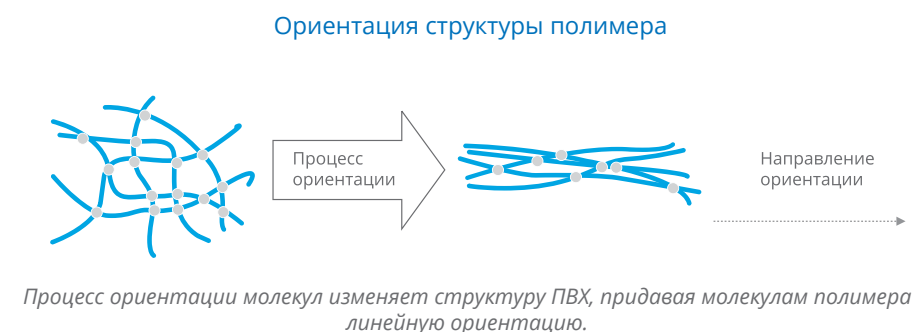 Ориентация структуры полимера
Процесс
ориентации
Направление
ориентации
Процесс ориентации молекул изменяет структуру ПВХ, придавая молекулам полимера
линейную ориентацию.